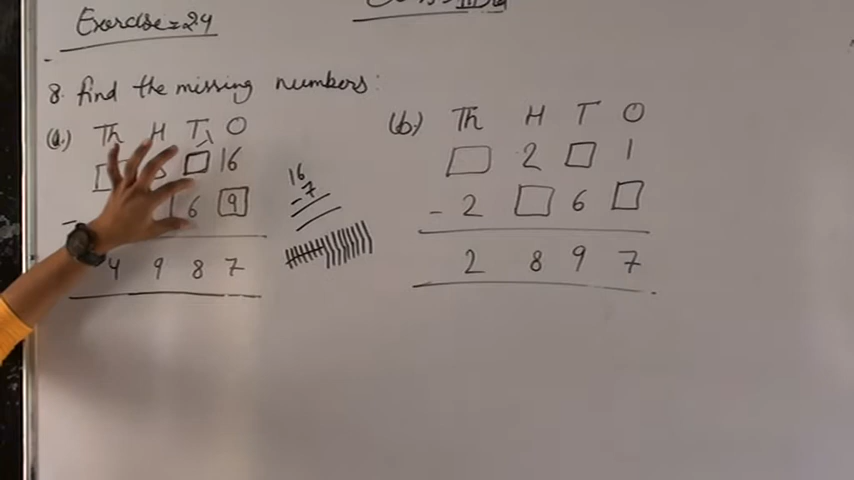 Exercise=24
8. find the missing numbers:
(a.) Th H T O
16
6 9
4 9 8 7
16
- 7
(b.) Th H T O
2 1
- 2 6
2 8 9 7